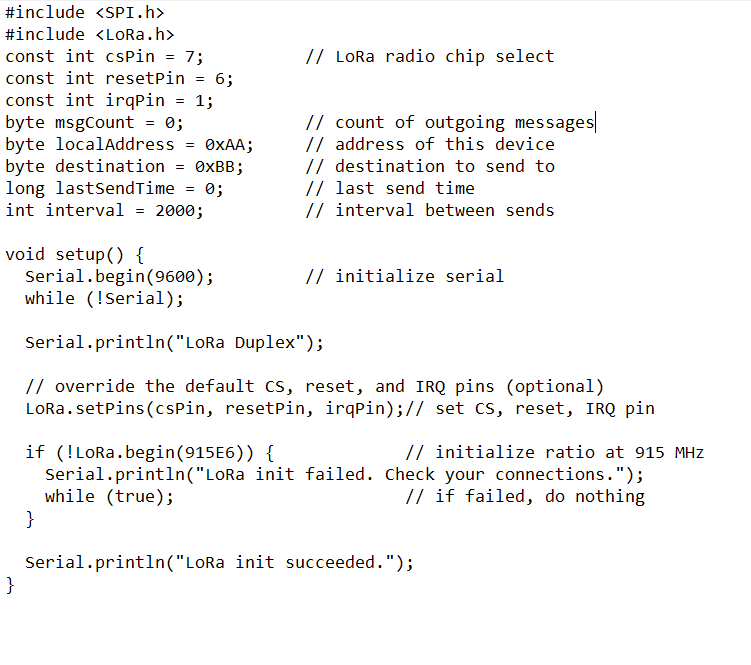 #include <SPI.h>
#include <LoRa.h>
const int csPin = 7;          // LoRa radio chip select
const int resetPin = 6;
const int irqPin = 1;
byte msgCount = 0;            // count of outgoing messages
byte localAddress = 0xAA;     // address of this device
byte destination = 0xBB;      // destination to send to
long lastSendTime = 0;        // last send time
int interval = 2000;          // interval between sends

void setup() {
  Serial.begin(9600);         // initialize serial
  while (!Serial);

  Serial.println("LoRa Duplex");

  // override the default CS, reset, and IRQ pins (optional)
  LoRa.setPins(csPin, resetPin, irqPin);// set CS, reset, IRQ pin

  if (!LoRa.begin(915E6)) {             // initialize ratio at 915 MHz
    Serial.println("LoRa init failed. Check your connections.");
    while (true);                       // if failed, do nothing
  }

  Serial.println("LoRa init succeeded.");
}